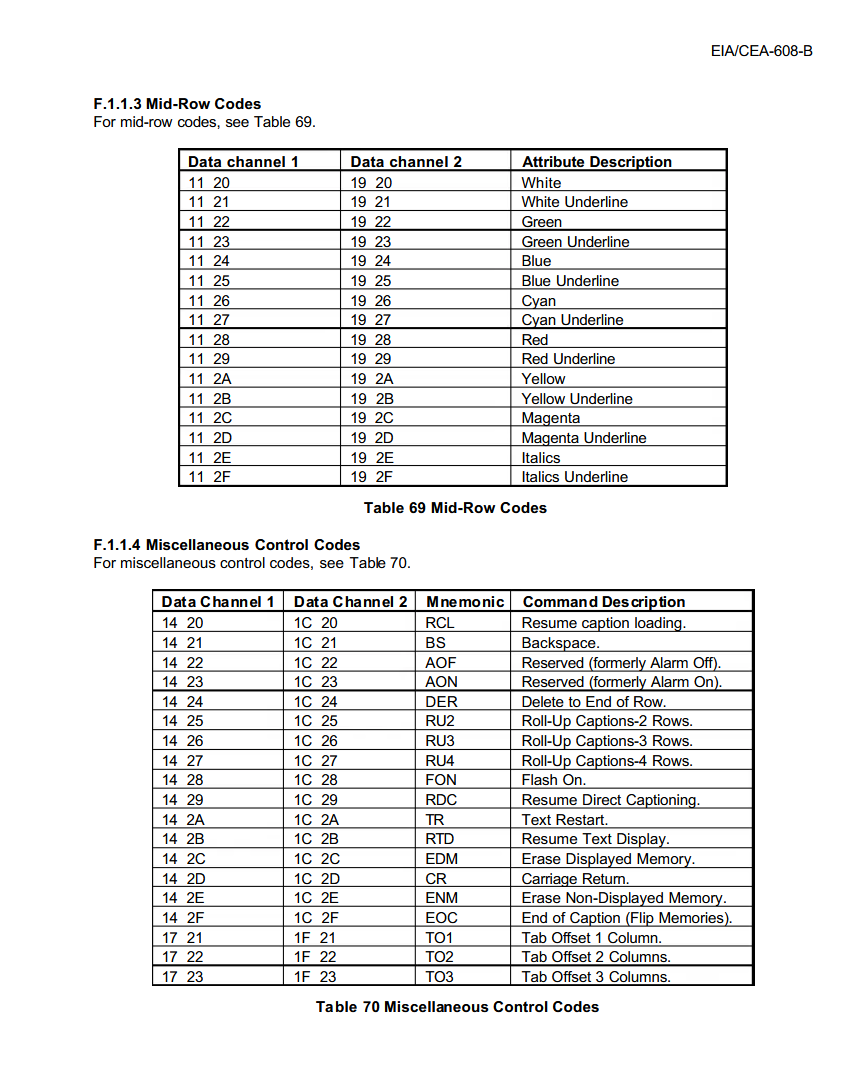 EIA/CEA-608-B
F.1.1.3 Mid-Row Codes
For mid-row codes, see Table 69.
Data channel 1 Data channel 2 Attribute Description
11 20 19 20 White
11 21 19 21 White Underline
11 22 19 22 Green
11 23 19 23 Green Underline
11 24 19 24 Blue
11 25 19 25 Blue Underline
11 26 19 26 Cyan
11 27 19 27 Cyan Underline
11 28 19 28 Red
11 29 19 29 Red Underline
11 2A 19 2A Yellow
11 2B 19 2B Yellow Underline
11 2C 19 2C Magenta
11 2D 19 2D Magenta Underline
11 2E 19 2E Italics
11 2F 19 2F Italics Underline
Table 69 Mid-Row Codes
F.1.1.4 Miscellaneous Control Codes
For miscellaneous control codes, see Table 70.
Data Channel 1 Data Channel 2 Mnemonic Command Description
14 20 1C 20 RCL Resume caption loading.
14 21 1C 21 BS Backspace.
14 22 1C 22 AOF Reserved (formerly Alarm Off).
14 23 1C 23 AON Reserved (formerly Alarm On).
14 24 1C 24 DER Delete to End of Row.
14 25 1C 25 RU2 Roll-Up Captions-2 Rows.
14 26 1C 26 RU3 Roll-Up Captions-3 Rows.
14 27 1C 27 RU4 Roll-Up Captions-4 Rows.
14 28 1C 28 FON Flash On.
14 29 1C 29 RDC Resume Direct Captioning.
14 2A 1C 2A TR Text Restart.
14 2B 1C 2B RTD Resume Text Display.
14 2C 1C 2C EDM Erase Displayed Memory.
14 2D 1C 2D CR Carriage Return.
14 2E 1C 2E ENM Erase Non-Displayed Memory.
14 2F 1C 2F EOC End of Caption (Flip Memories).
17 21 1F 21 TO1 Tab Offset 1 Column.
17 22 1F 22 TO2 Tab Offset 2 Columns.
17 23 1F 23 TO3 Tab Offset 3 Columns.
Table 70 Miscellaneous Control Codes